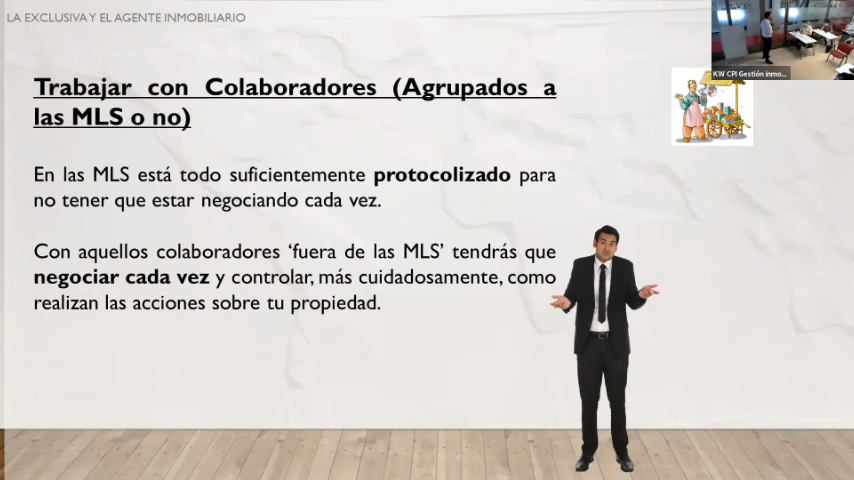 LA EXCLUSIVA Y EL AGENTE INMOBILIARIO
KW CPI Gestión inmo...
Trabajar con Colaboradores (Agrupados a
las MLS o no)
En las MLS está todo suficientemente protocolizado para
no tener que estar negociando cada vez.
Con aquellos colaboradores ‘fuera de las MLS’ tendrás que
negociar cada vez y controlar, más cuidadosamente, como
realizan las acciones sobre tu propiedad.